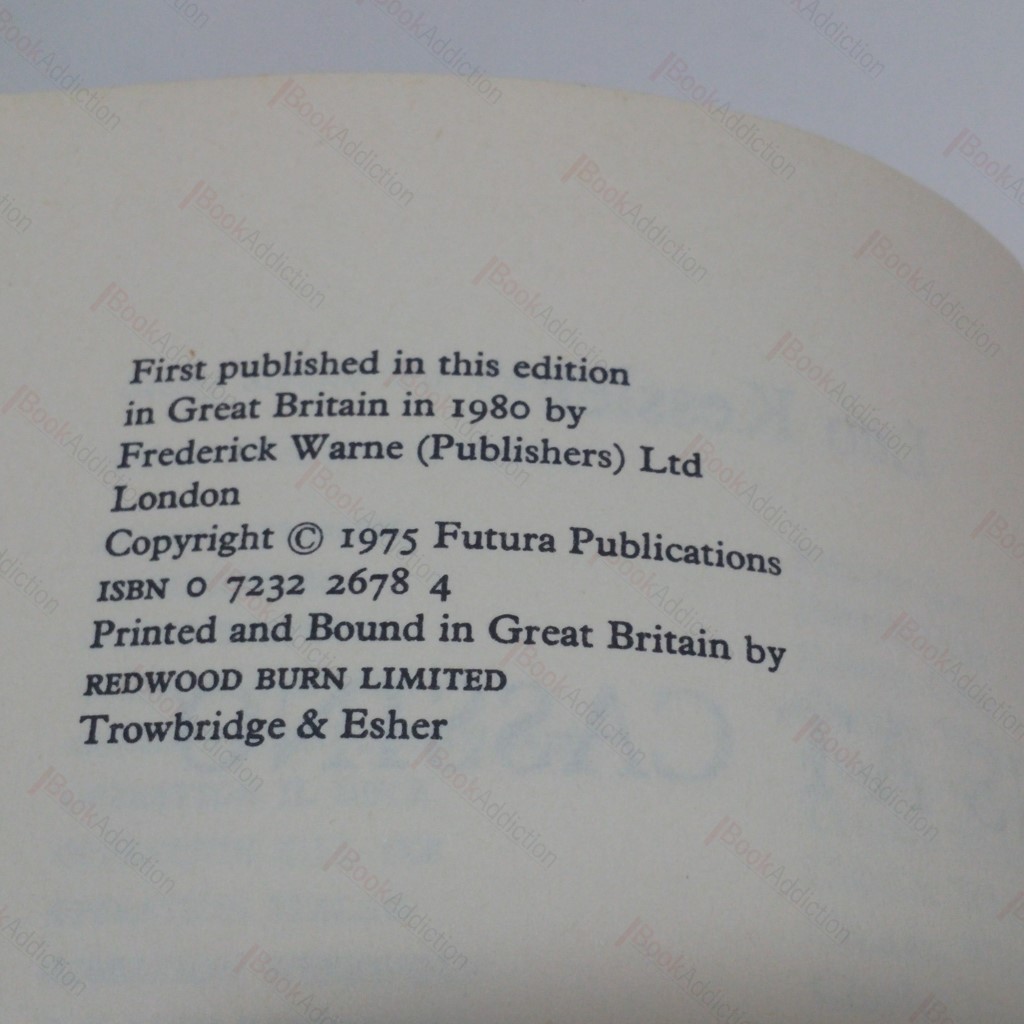 First published in this edition
in Great Britain in 1980 by
Frederick Warne (Publishers) Ltd
London
Copyright © 1975 Futura Publications
ISBN 0 7232 2678 4
Printed and Bound in Great Britain by
REDWOOD BURN LIMITED
Trowbridge & Esher
BookAddiction